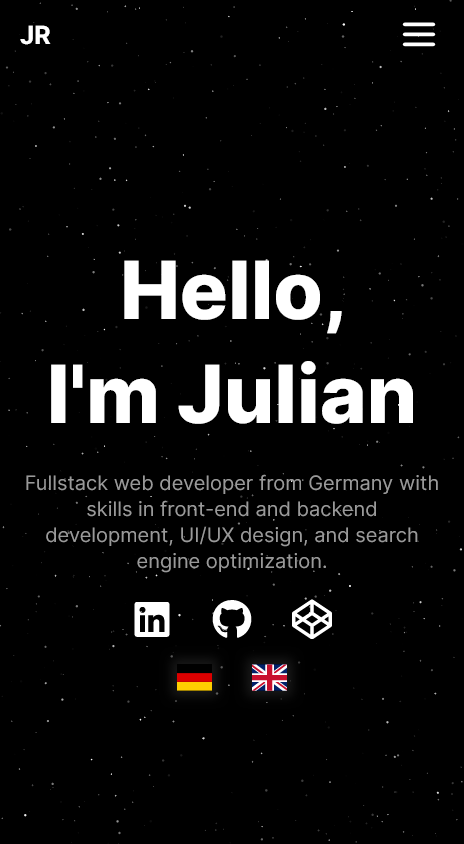 JR
Hello,
I'm Julian
Fullstack web developer from Germany with
skills in front-end and backend
development, UI/UX design, and search
engine optimization.
in